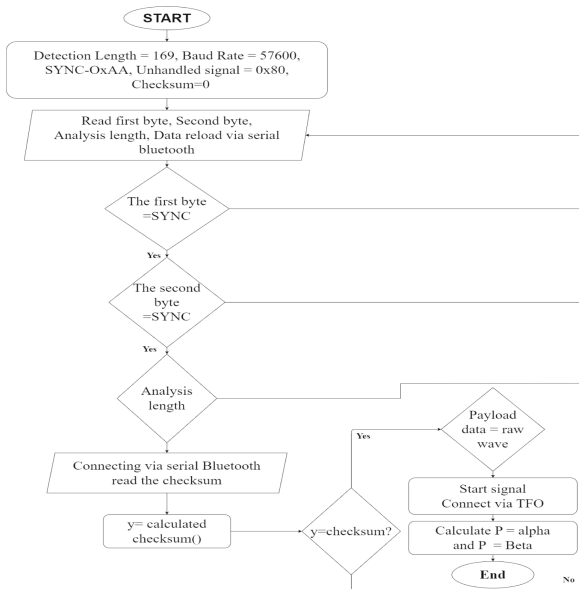 START
Detection Length = 169, Baud Rate = 57600,
SYNC-OxAA, Unhandled signal = 0x80,
Checksum=0
Read first byte, Second byte,
Analysis length, Data reload via serial
bluetooth
The first byte
=SYNC
Yes
The second
byte
=SYNC
Yes
Analysis
length
Connecting via serial Bluetooth
read the checksum
y= calculated
checksum()
y=checksum?
Yes
Payload
data = raw
wave
Start signal
Connect via TFO
Calculate P = alpha
and P = Beta
End
No